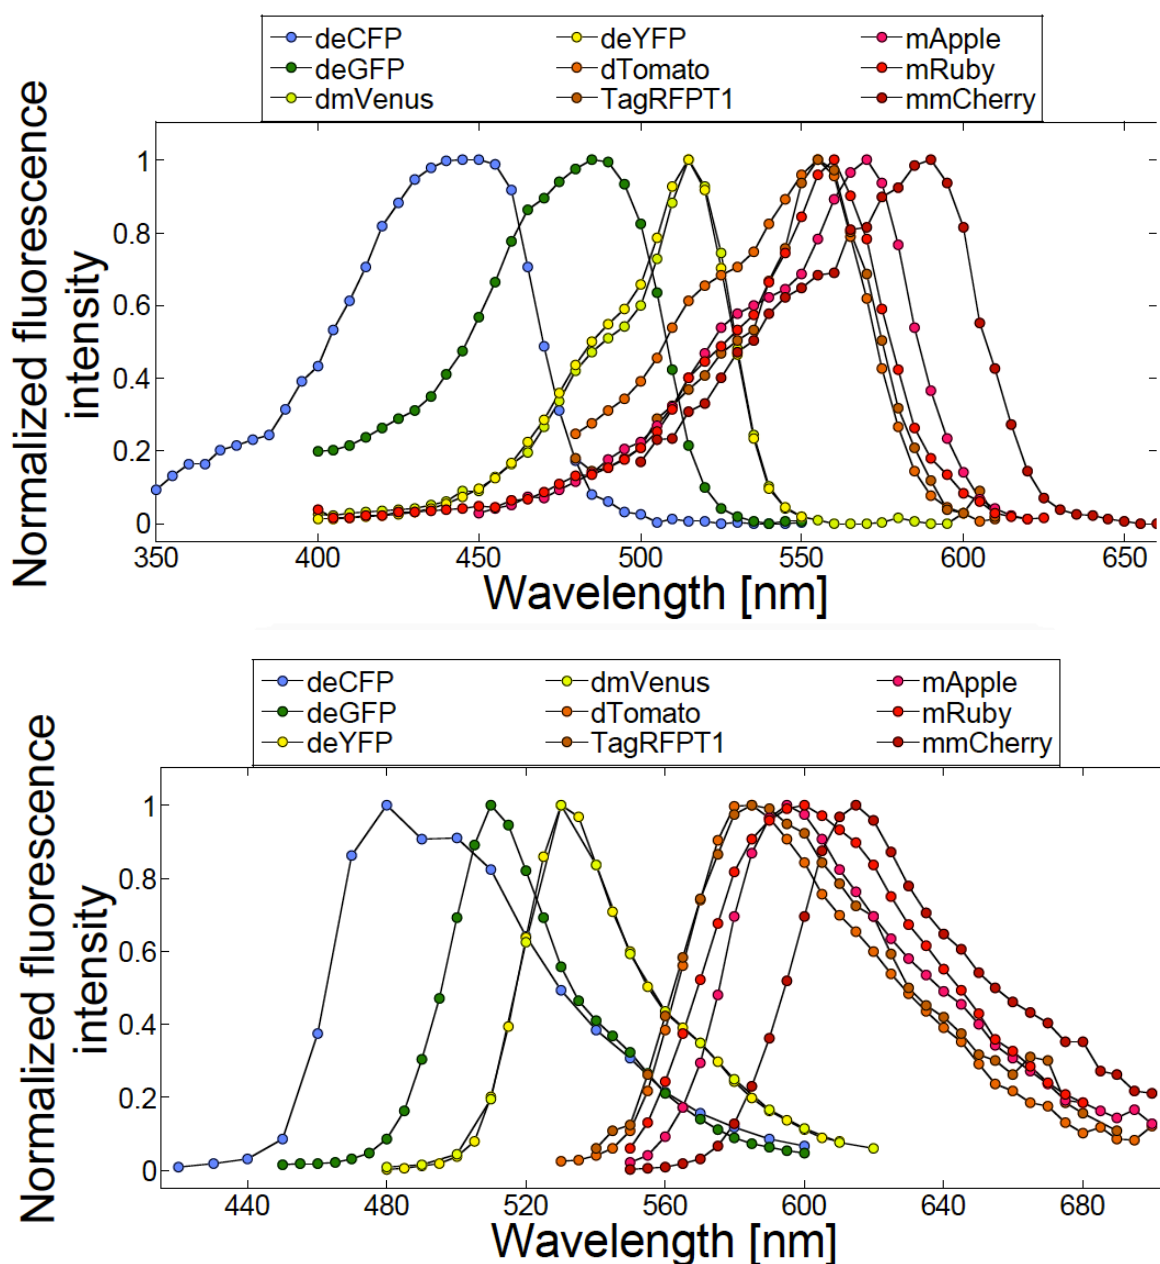 deCFP deYFP mApple
deGFP dTomato mRuby
dmVenus TagRFPT1 mmCherry
Normalized fluorescence
intensity
1
0.8
0.6
0.4
0.2
0
350 400 450 500 550 600 650
Wavelength [nm]
deCFP dmVenus mApple
deGFP dTomato mRuby
deYFP TagRFPT1 mmCherry
Normalized fluorescence
intensity
1
0.8
0.6
0.4
0.2
0
440 480 520 560 600 640 680
Wavelength [nm]